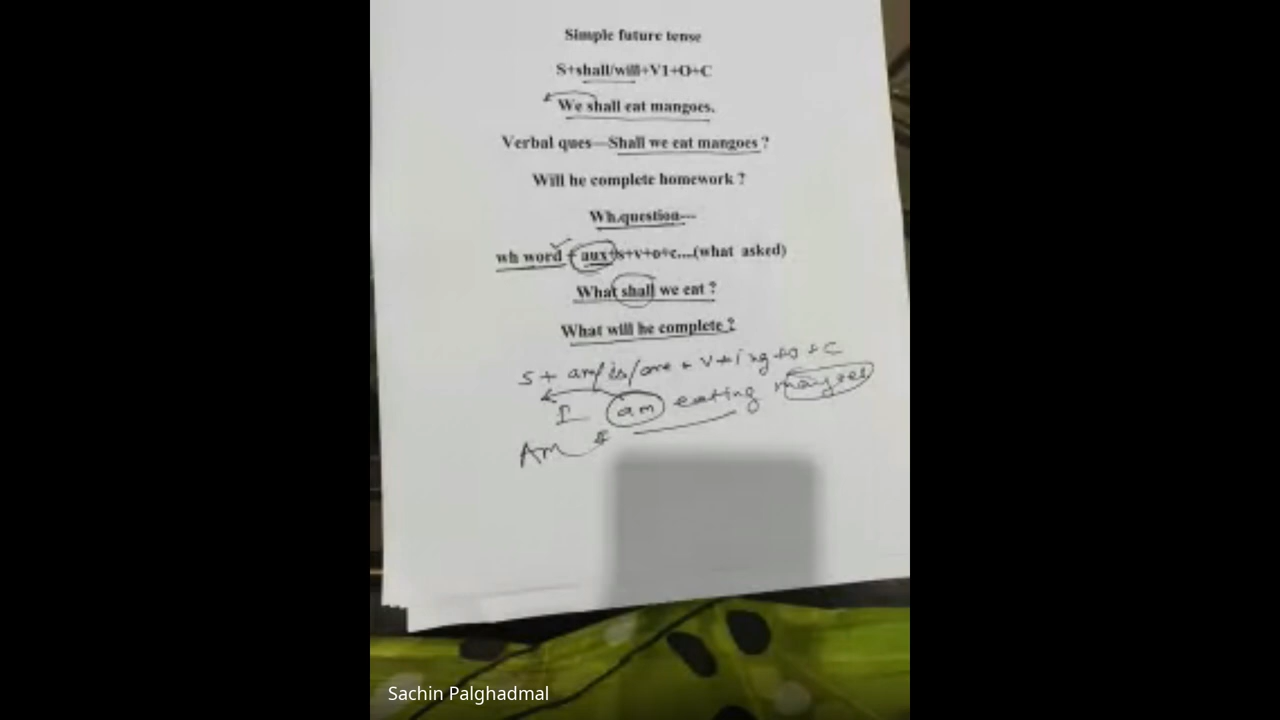 Simple future tense
S+shall/will+V1+O+C
We shall eat mangoes.
Verbal ques—Shall we eat mangoes ?
Will he complete homework ?
Wh.question---
wh word + aux+s+v+o+c...(what asked)
What shall we eat ?
What will he complete ?
S + am/is/are + V+ing+o+c
I am eating mangoes
Am
Sachin Palghadmal